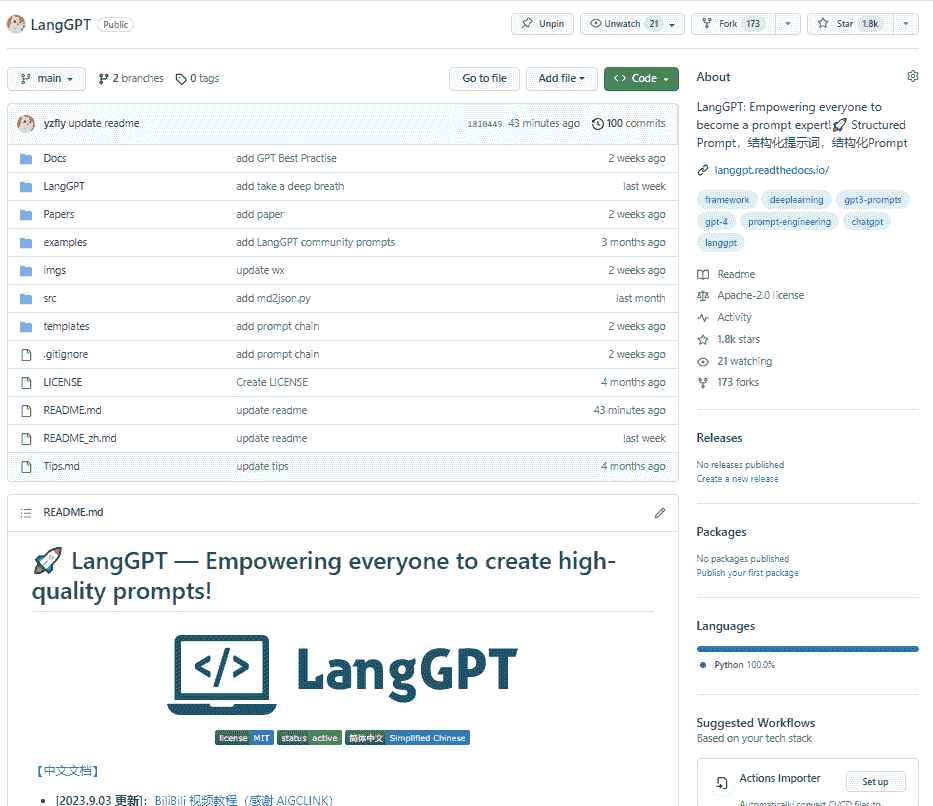 LangGPT Public Unpin Unwatch 21 Fork 173 Star 1.8k
main 2 branches 0 tags Go to file Add file <> Code
yzfly update readme 1810449 43 minutes ago 100 commits
Docs add GPT Best Practise 2 weeks ago
LangGPT add take a deep breath last week
Papers add paper 2 weeks ago
examples add LangGPT community prompts 3 months ago
imgs update wx 2 weeks ago
src add md2json.py last month
templates add prompt chain 2 weeks ago
.gitignore add prompt chain 2 weeks ago
LICENSE Create LICENSE 4 months ago
README.md update readme 43 minutes ago
README_zh.md update readme last week
Tips.md update tips 4 months ago
README.md
🚀 LangGPT — Empowering everyone to create high-
quality prompts!
</> LangGPT
license MIT status active 简体中文 Simplified Chinese
【中文文档】
• [2023.9.03 更新]：BiliBili 视频教程（感谢 AIGCLINK）
About
LangGPT: Empowering everyone to
become a prompt expert!🚀 Structured
Prompt，结构化提示词，结构化Prompt
langgpt.readthedocs.io/
framework deeplearning gpt3-prompts
gpt-4 prompt-engineering chatgpt
langgpt
Readme
Apache-2.0 license
Activity
1.8k stars
21 watching
173 forks
Releases
No releases published
Create a new release
Packages
No packages published
Publish your first package
Languages
Python 100.0%
Suggested Workflows
Based on your tech stack
Actions Importer Set up
Automatically convert CI/CD files to